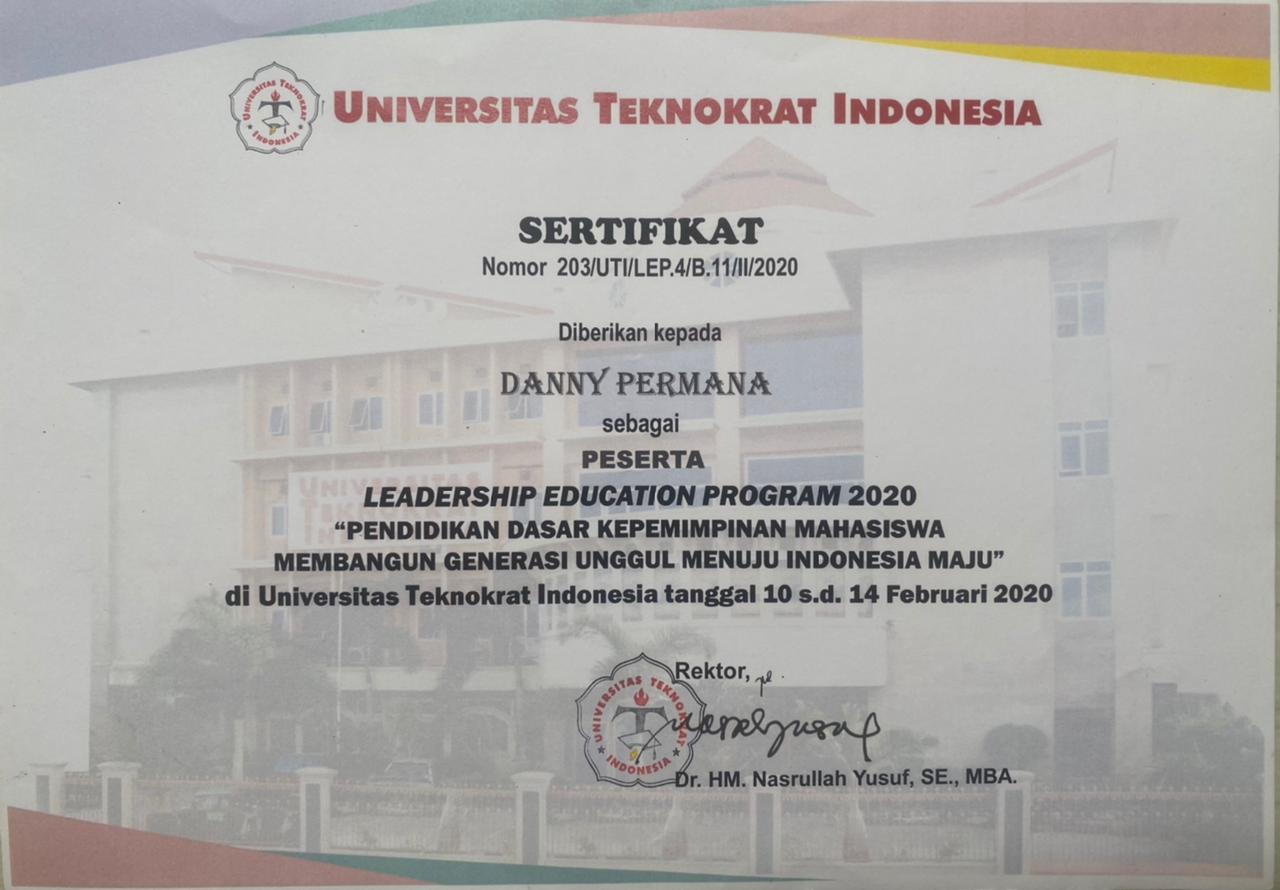 UNIVERSITAS TEKNOKRAT INDONESIA
UNIVERSITAS TEKNOKRAT INDONESIA
SERTIFIKAT
Nomor 203/UTI/LEP.4/B.11/II/2020
Diberikan kepada
DANNY PERMANA
sebagai
PESERTA
LEADERSHIP EDUCATION PROGRAM 2020
“PENDIDIKAN DASAR KEPEMIMPINAN MAHASISWA
MEMBANGUN GENERASI UNGGUL MENUJU INDONESIA MAJU”
di Universitas Teknokrat Indonesia tanggal 10 s.d. 14 Februari 2020
UNIVERSITAS
TEKNOKRAT
Rektor,
UNIVERSITAS TEKNOKRAT INDONESIA
Dr. HM. Nasrullah Yusuf, SE., MBA.